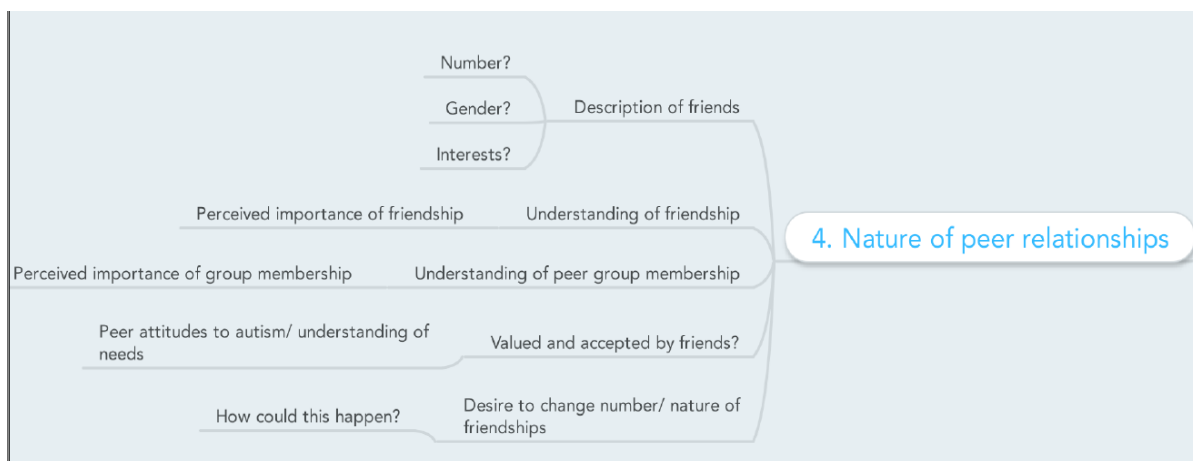 Number?
Gender?
Description of friends
Interests?
Perceived importance of friendship
Understanding of friendship
4. Nature of peer relationships
Perceived importance of group membership
Understanding of peer group membership
Peer attitudes to autism/ understanding of
needs
Valued and accepted by friends?
How could this happen?
Desire to change number/ nature of
friendships